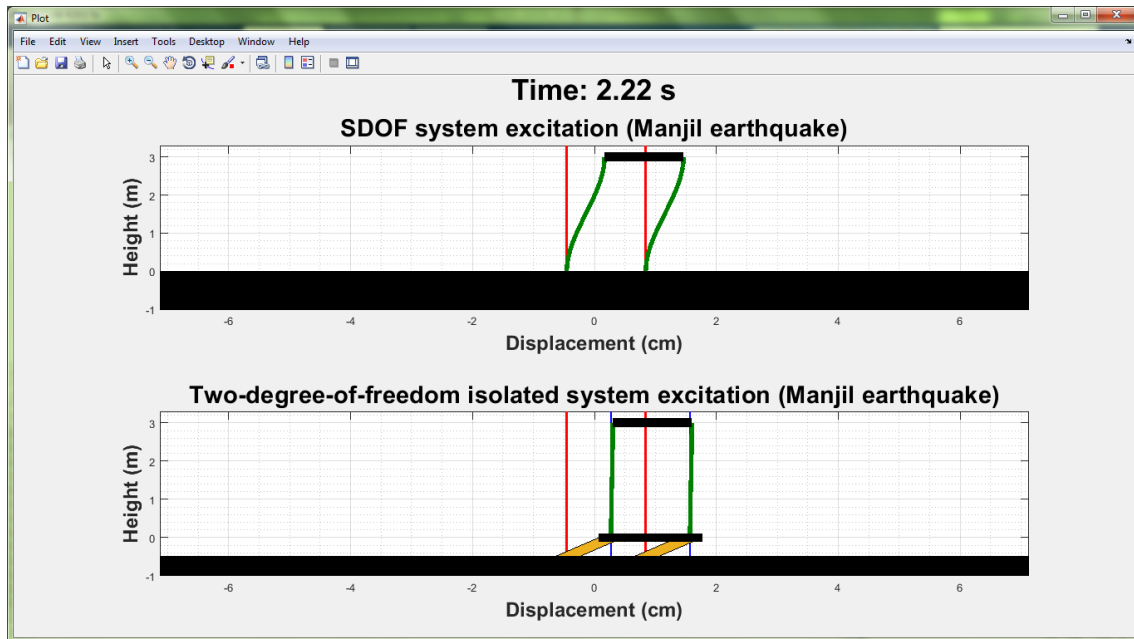 Plot
File Edit View Insert Tools Desktop Window Help
Time: 2.22 s
SDOF system excitation (Manjil earthquake)
Height (m)
3
2
1
0
-1
-6 -4 -2 0 2 4 6
Displacement (cm)
Two-degree-of-freedom isolated system excitation (Manjil earthquake)
Height (m)
3
2
1
0
-1
-6 -4 -2 0 2 4 6
Displacement (cm)